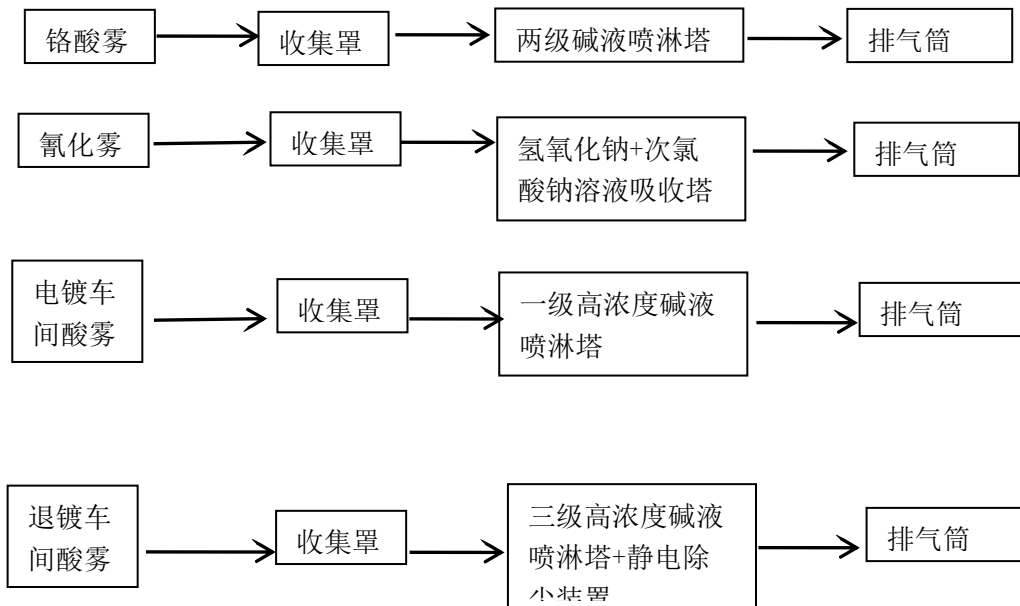 铬酸雾
收集罩
两级碱液喷淋塔
排气筒
氰化雾
收集罩
氢氧化钠+次氯
酸钠溶液吸收塔
排气筒
电镀车
间酸雾
收集罩
一级高浓度碱液
喷淋塔
排气筒
退镀车
间酸雾
收集罩
三级高浓度碱液
喷淋塔+静电除
尘装置
排气筒